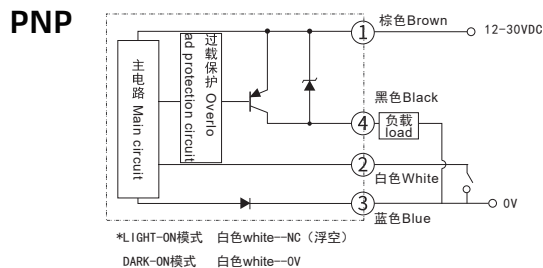 PNP
棕色Brown
1
12-30VDC
主电路 Main circuit
过载保护 Overlo
ad protection circuit
黑色Black
4
负载
load
2
白色White
3
0V
蓝色Blue
*LIGHT-ON模式 白色white--NC（浮空）
DARK-ON模式 白色white--0V